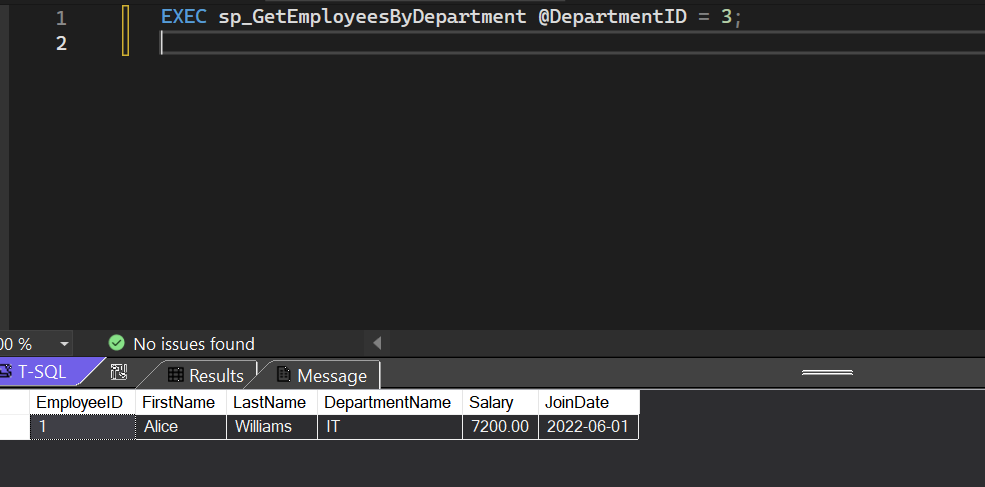 1 EXEC sp_GetEmployeesByDepartment @DepartmentID = 3;
2
00 % No issues found
T-SQL Results Message
EmployeeID FirstName LastName DepartmentName Salary JoinDate
1 Alice Williams IT 7200.00 2022-06-01